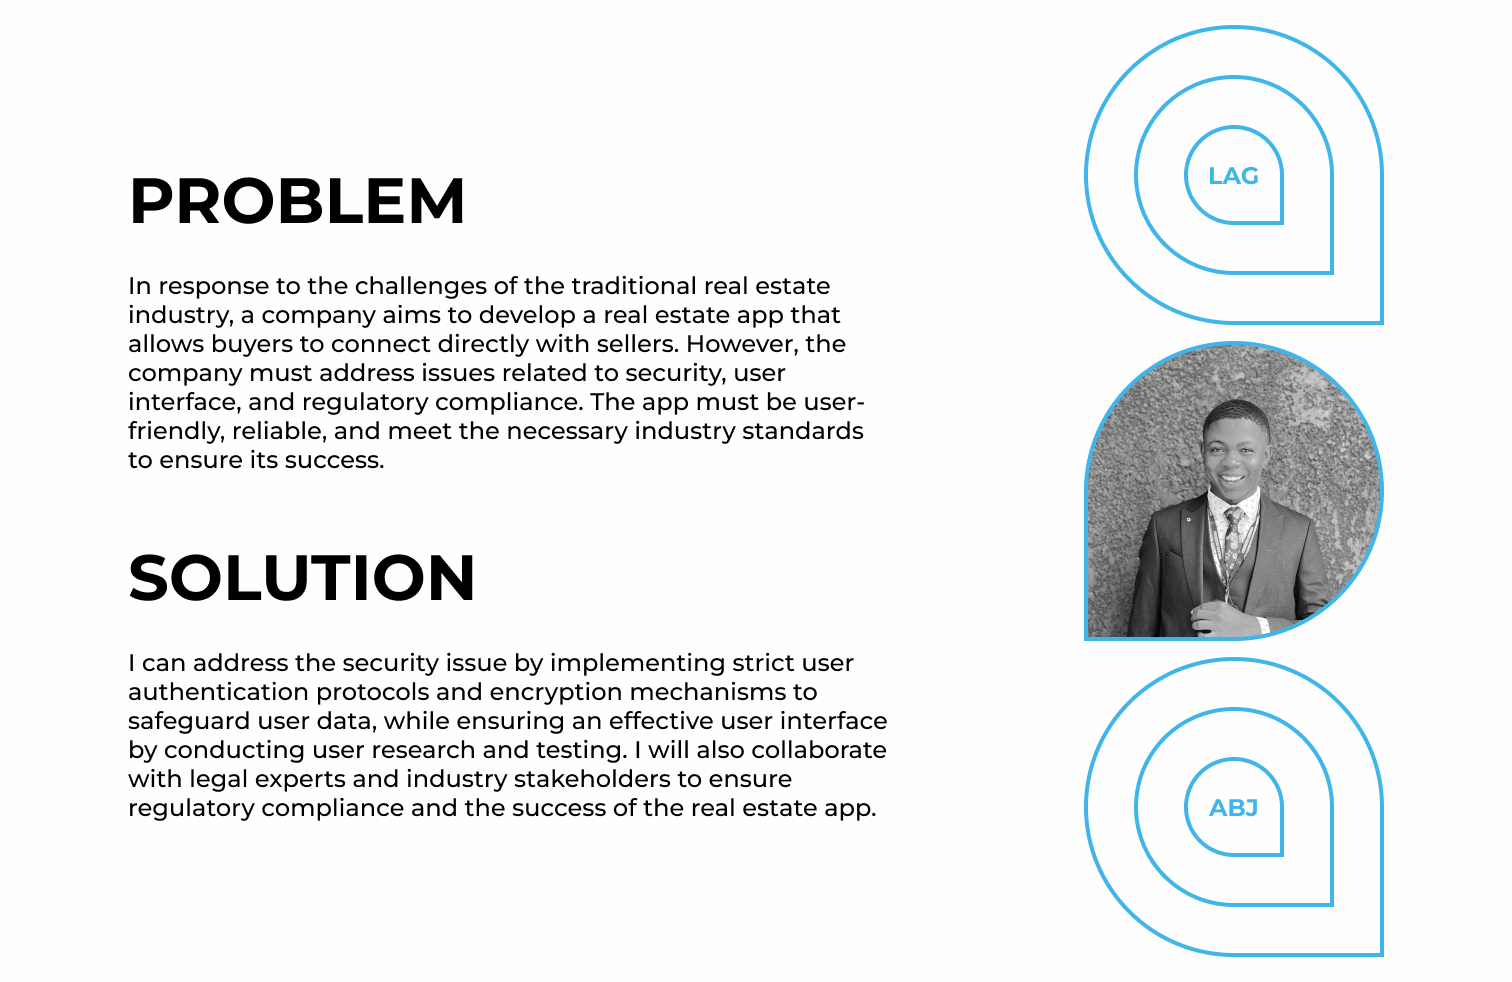 PROBLEM
In response to the challenges of the traditional real estate
industry, a company aims to develop a real estate app that
allows buyers to connect directly with sellers. However, the
company must address issues related to security, user
interface, and regulatory compliance. The app must be user-
friendly, reliable, and meet the necessary industry standards
to ensure its success.
SOLUTION
I can address the security issue by implementing strict user
authentication protocols and encryption mechanisms to
safeguard user data, while ensuring an effective user interface
by conducting user research and testing. I will also collaborate
with legal experts and industry stakeholders to ensure
regulatory compliance and the success of the real estate app.
LAG
ABJ